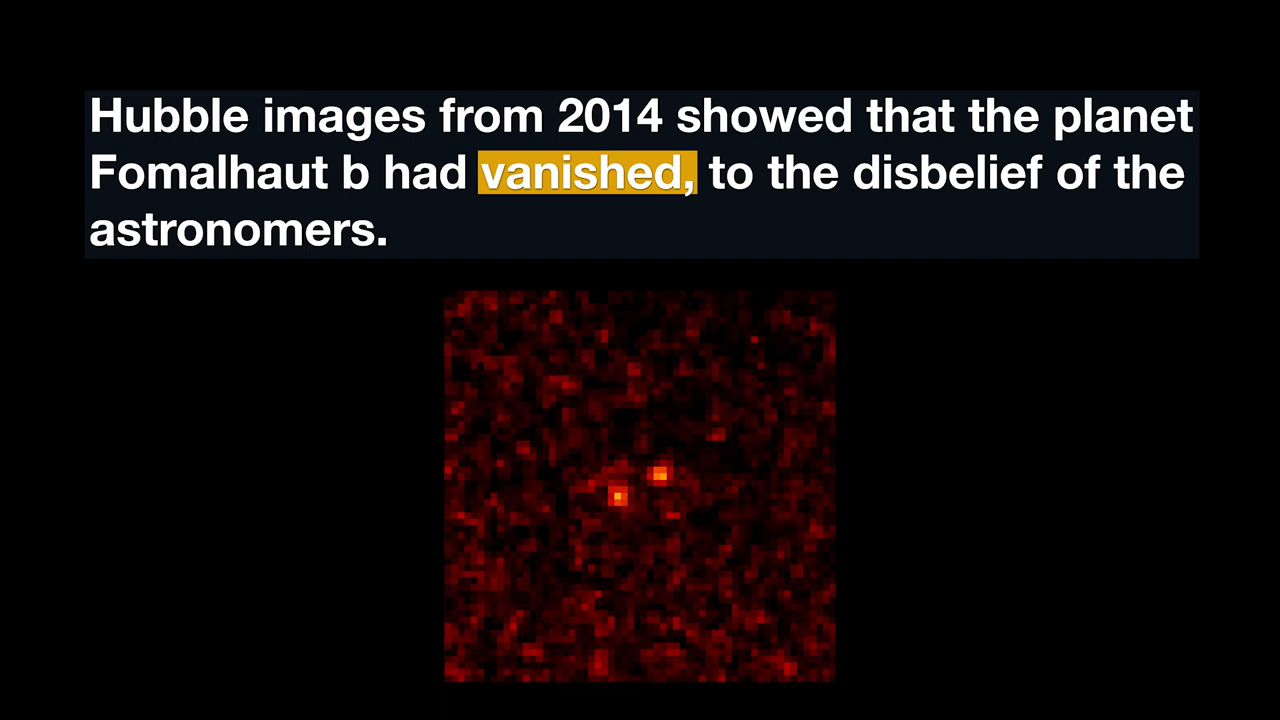 Hubble images from 2014 showed that the planet
Fomalhaut b had vanished, to the disbelief of the
astronomers.